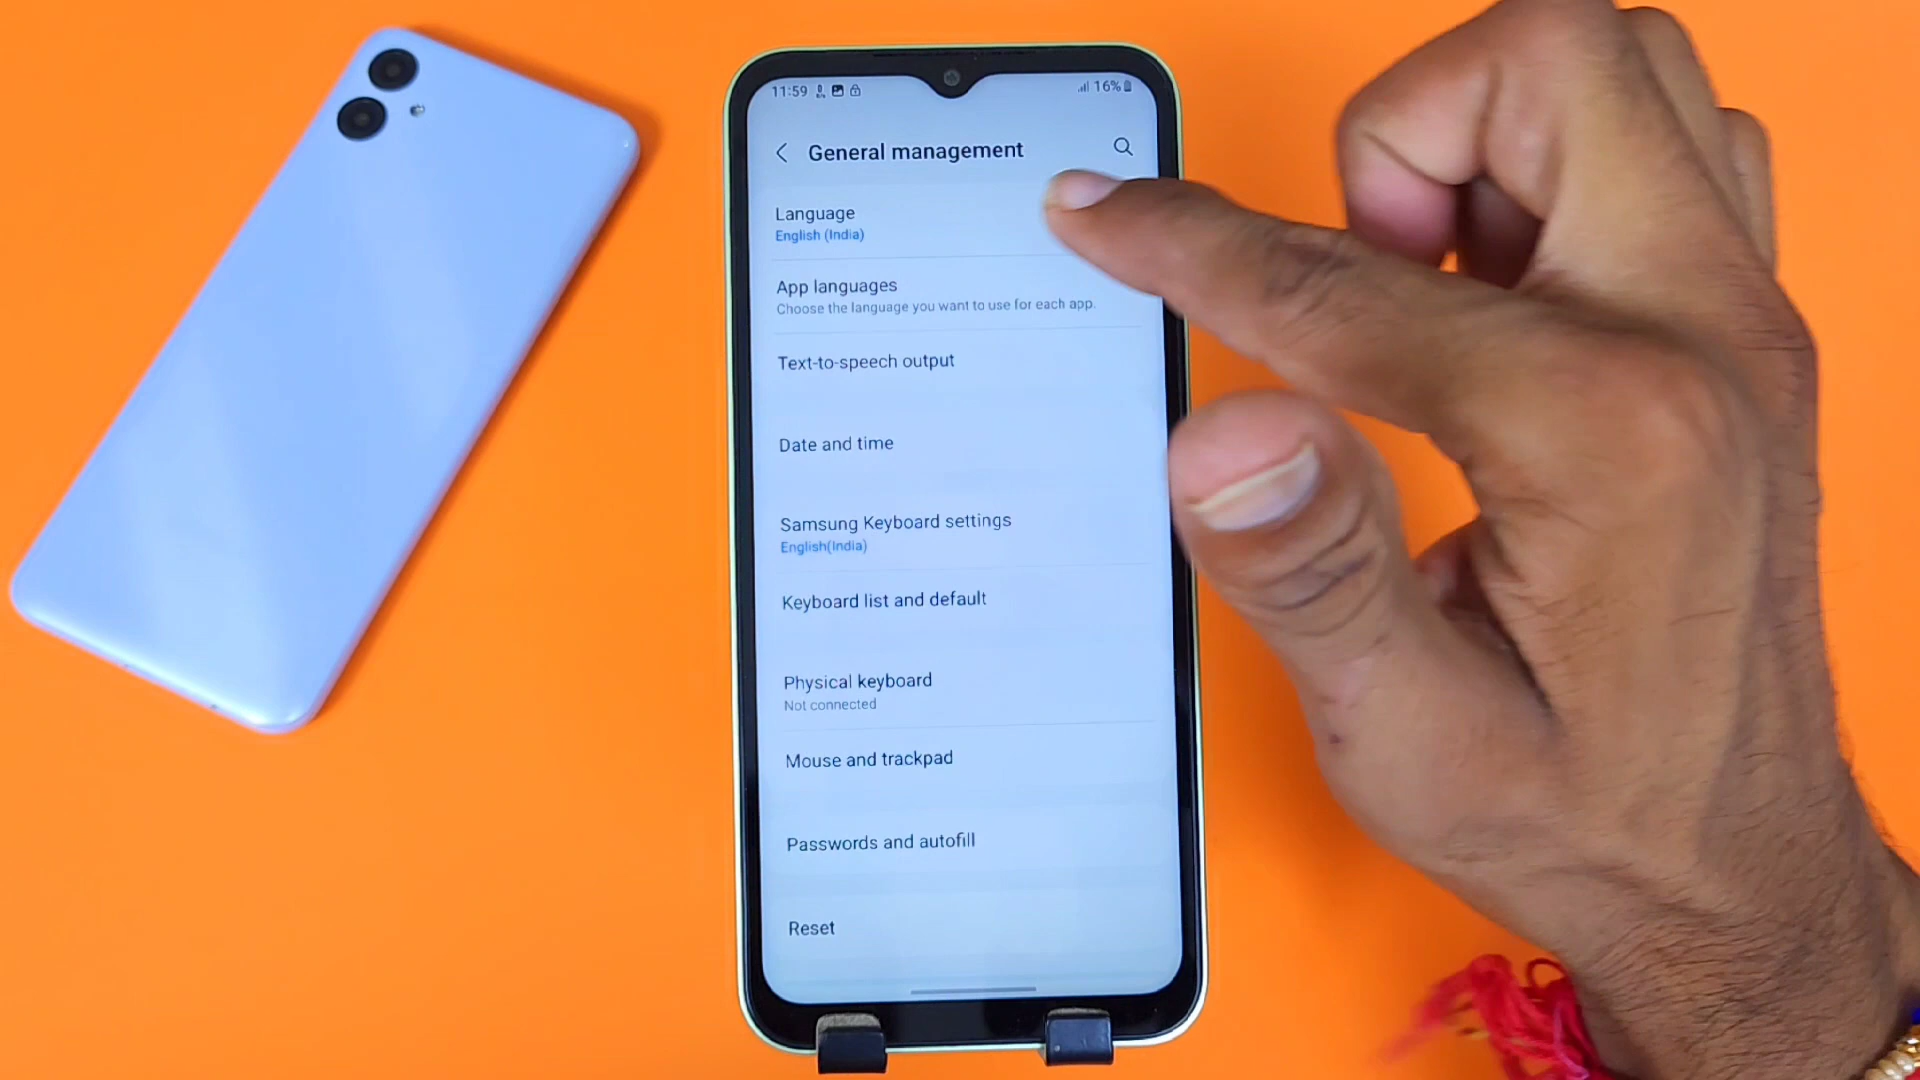 11:59
16%
General management
Language
English (India)
App languages
Choose the language you want to use for each app.
Text-to-speech output
Date and time
Samsung Keyboard settings
English(India)
Keyboard list and default
Physical keyboard
Not connected
Mouse and trackpad
Passwords and autofill
Reset